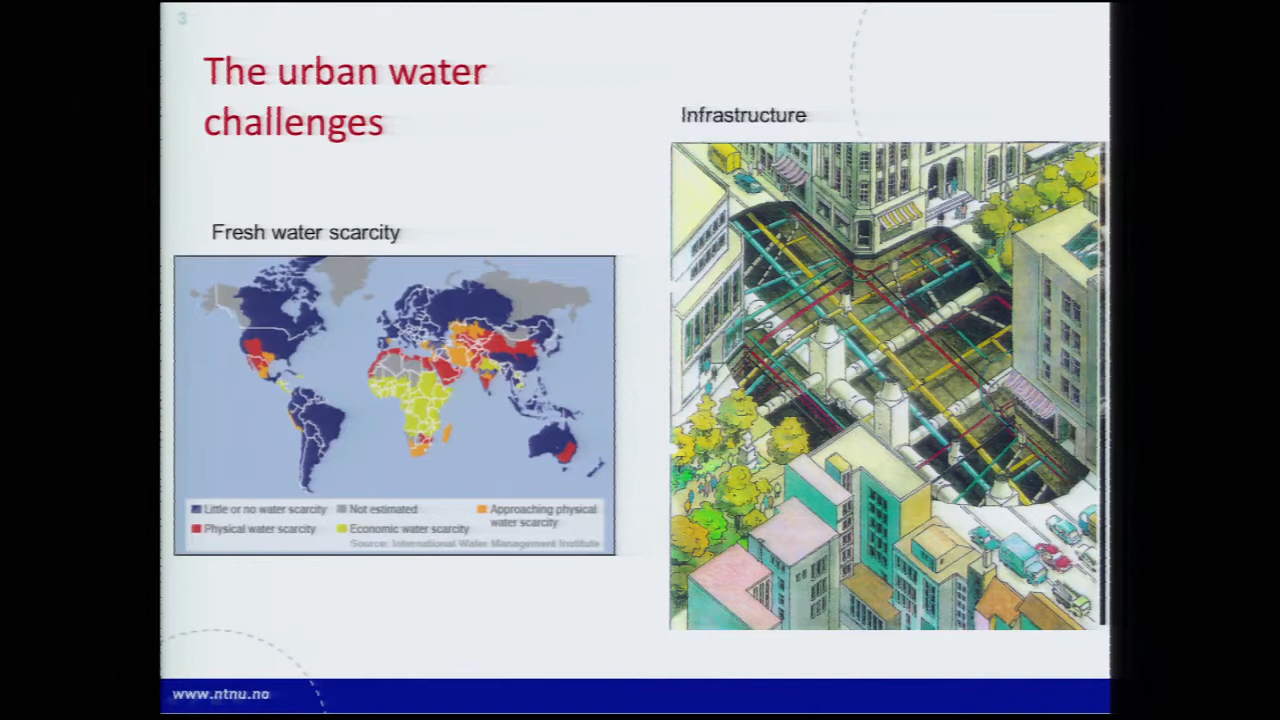 3
The urban water
challenges
Infrastructure
Fresh water scarcity
Little or no water scarcity
Not estimated
Approaching physical
water scarcity
Physical water scarcity
Economic water scarcity
Source: International Water Management Institute
www.ntnu.no